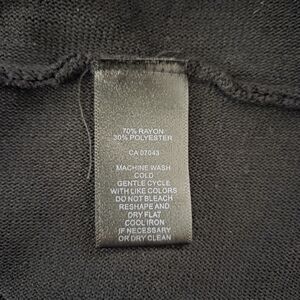 70% RAYON
30% POLYESTER
CA 07043
MACHINE WASH
COLD
GENTLE CYCLE
WITH LIKE COLORS
DO NOT BLEACH
RESHAPE AND
DRY FLAT
COOL IRON
IF NECESSARY
OR DRY CLEAN